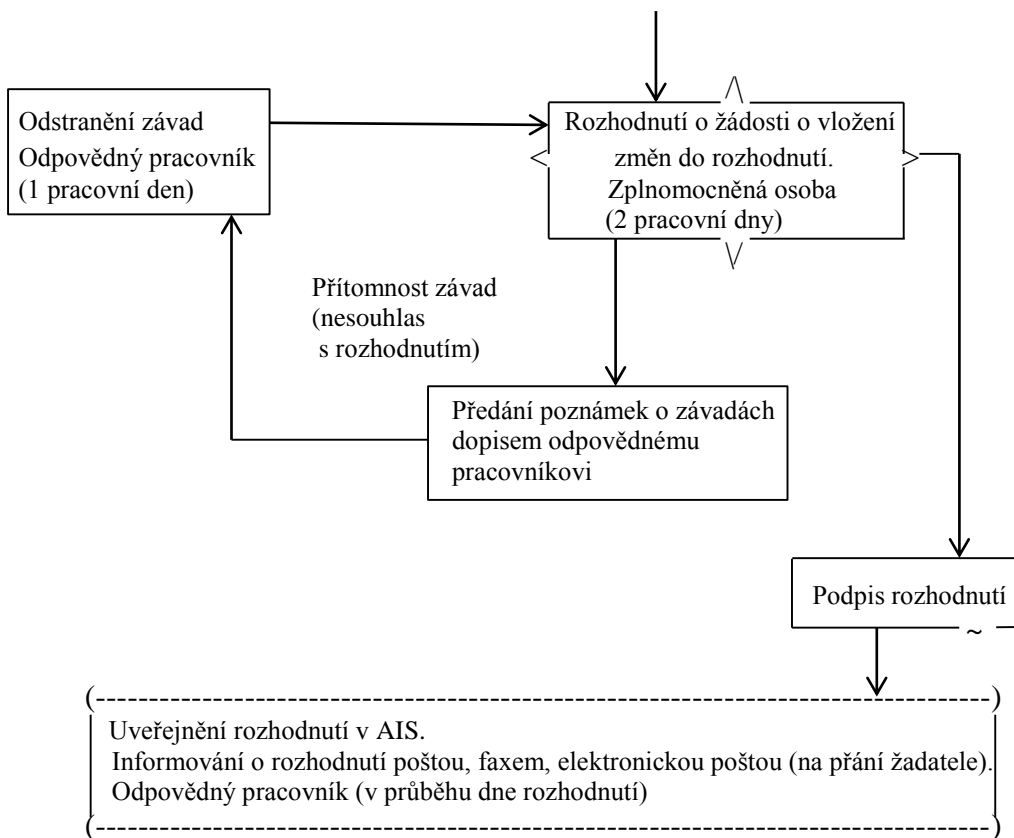 Odstranění závad
Odpovědný pracovník
(1 pracovní den)
Rozhodnutí o žádosti o vložení
změn do rozhodnutí.
Zplnomocněná osoba
(2 pracovní dny)
Přítomnost závad
(nesouhlas
s rozhodnutím)
Předání poznámek o závadách
dopisem odpovědnému
pracovníkovi
Podpis rozhodnutí
Uveřejnění rozhodnutí v AIS.
Informování o rozhodnutí poštou, faxem, elektronickou poštou (na přání žadatele).
Odpovědný pracovník (v průběhu dne rozhodnutí)